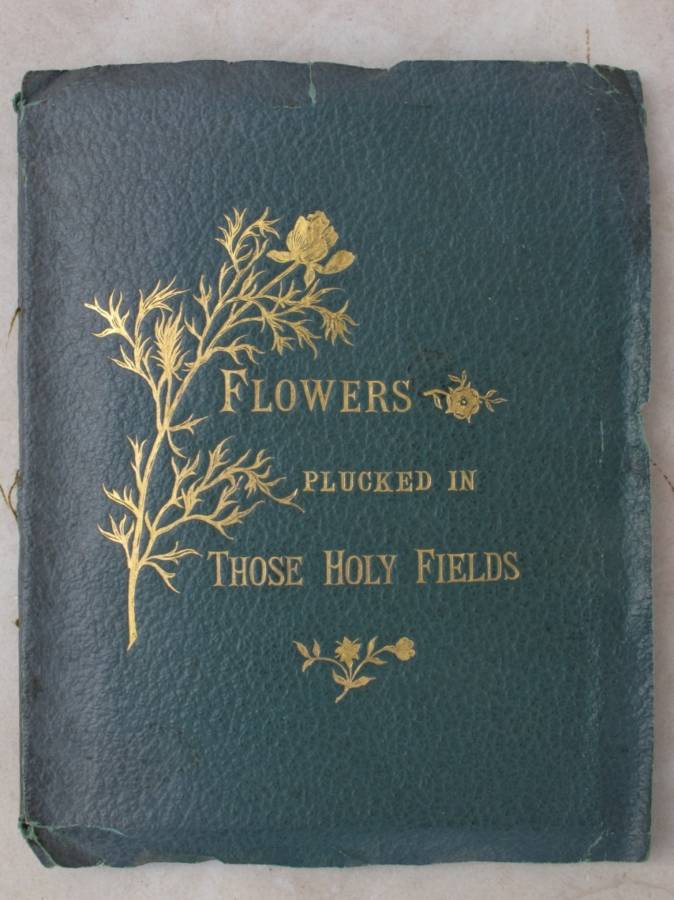 Flowers
plucked in
Those Holy Fields